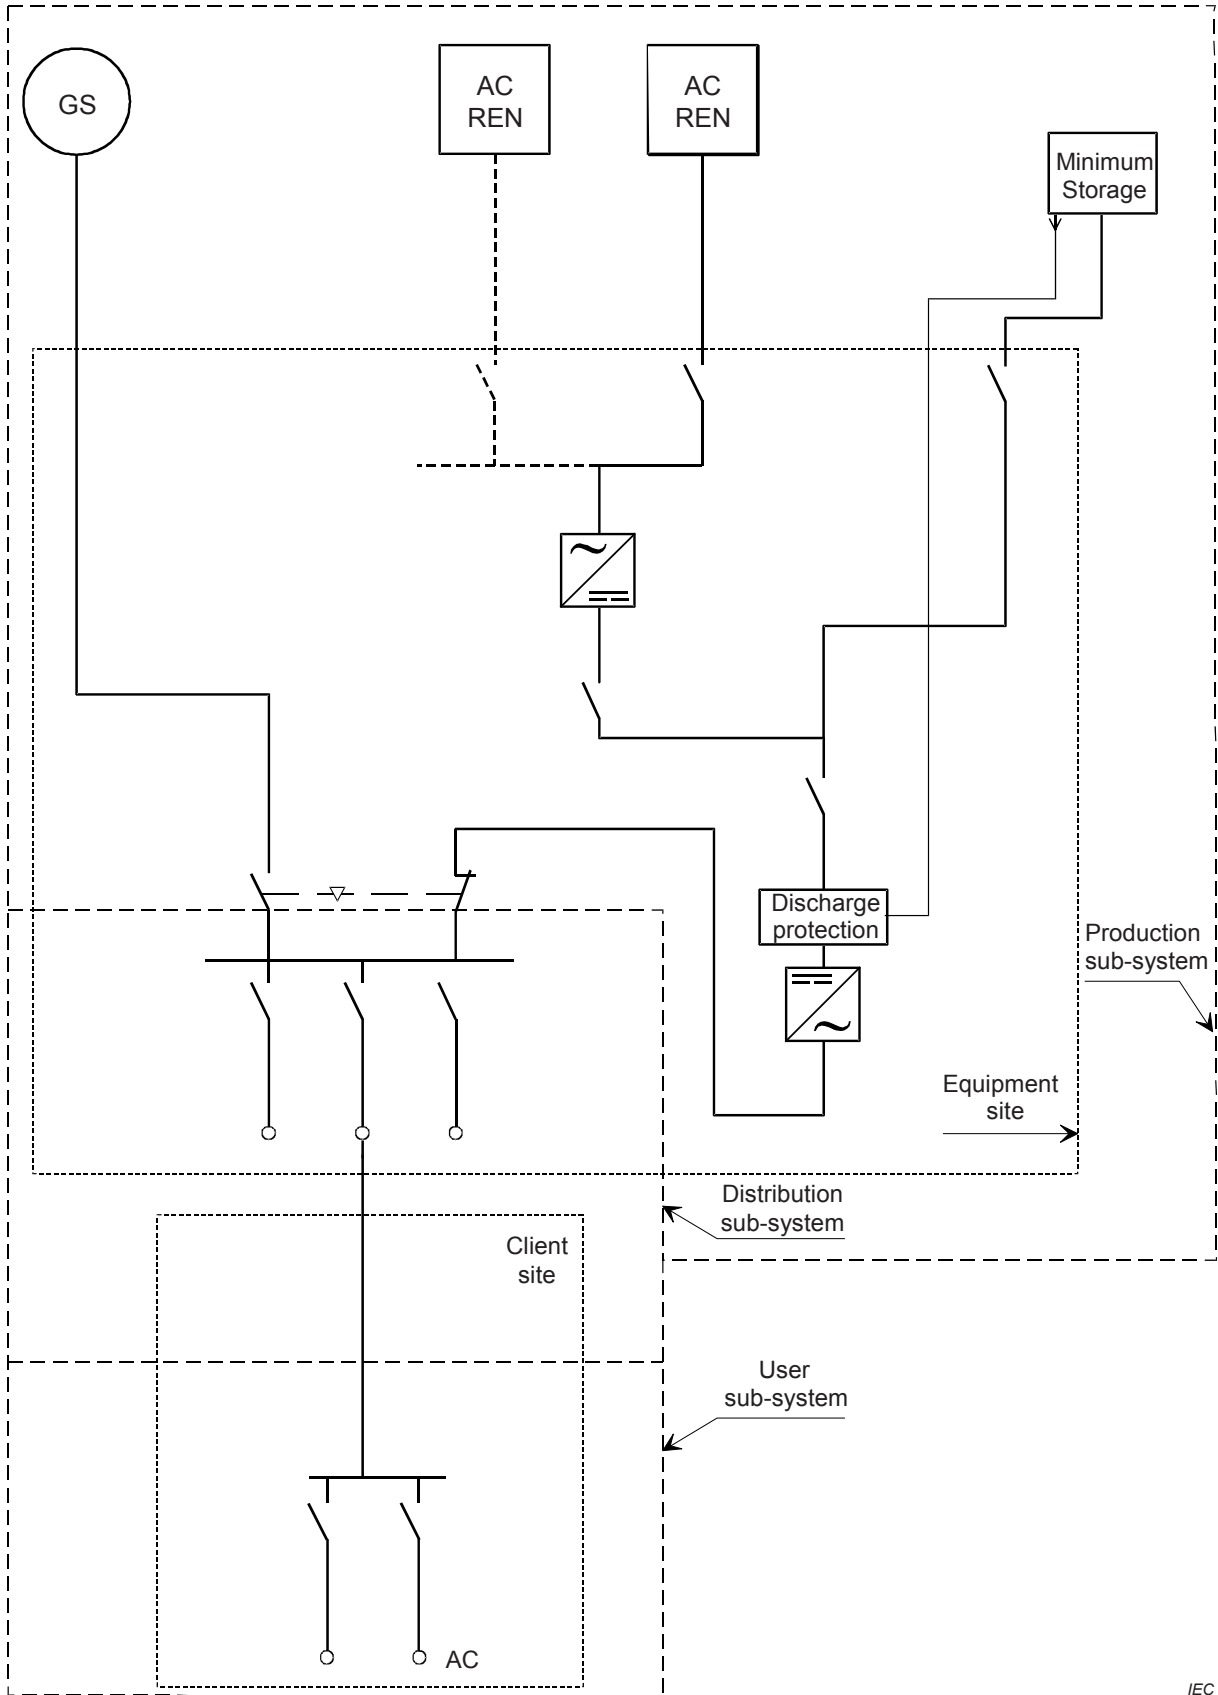 GS
AC
REN
AC
REN
Minimum
Storage
Discharge
protection
Production
sub-system
Equipment
site
Distribution
sub-system
Client
site
User
sub-system
AC
IEC